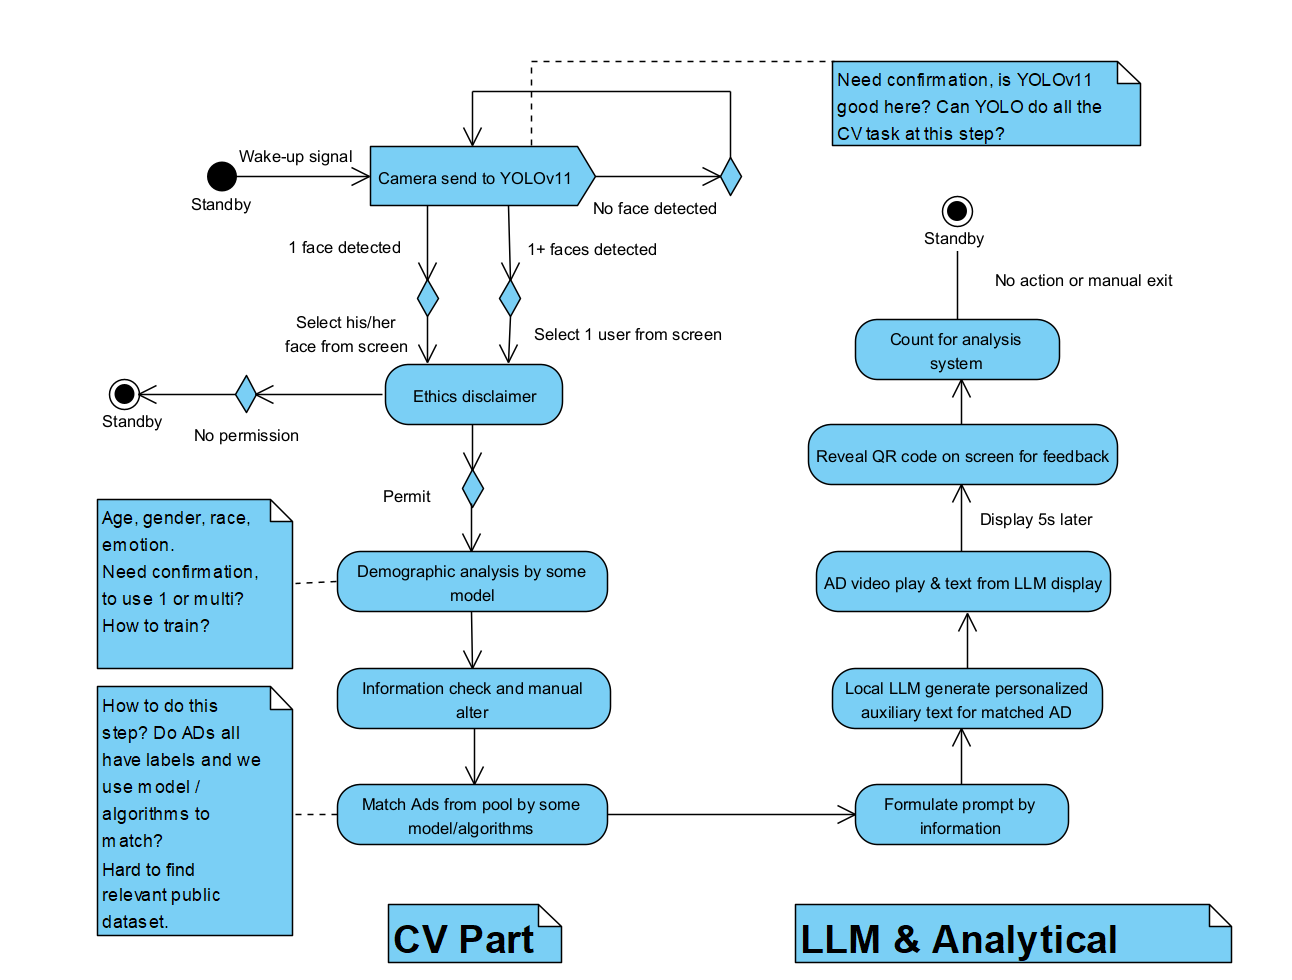 Need confirmation, is YOLOv11
good here? Can YOLO do all the
CV task at this step?
Wake-up signal
Standby
Camera send to YOLOv11
No face detected
1 face detected
1+ faces detected
Select his/her
face from screen
Select 1 user from screen
Ethics disclaimer
Standby
No permission
Permit
Age, gender, race,
emotion.
Need confirmation,
to use 1 or multi?
How to train?
Demographic analysis by some
model
Information check and manual
alter
How to do this
step? Do ADs all
have labels and we
use model /
algorithms to
match?
Hard to find
relevant public
dataset.
Match Ads from pool by some
model/algorithms
CV Part
Standby
No action or manual exit
Count for analysis
system
Reveal QR code on screen for feedback
Display 5s later
AD video play & text from LLM display
Local LLM generate personalized
auxiliary text for matched AD
Formulate prompt by
information
LLM & Analytical